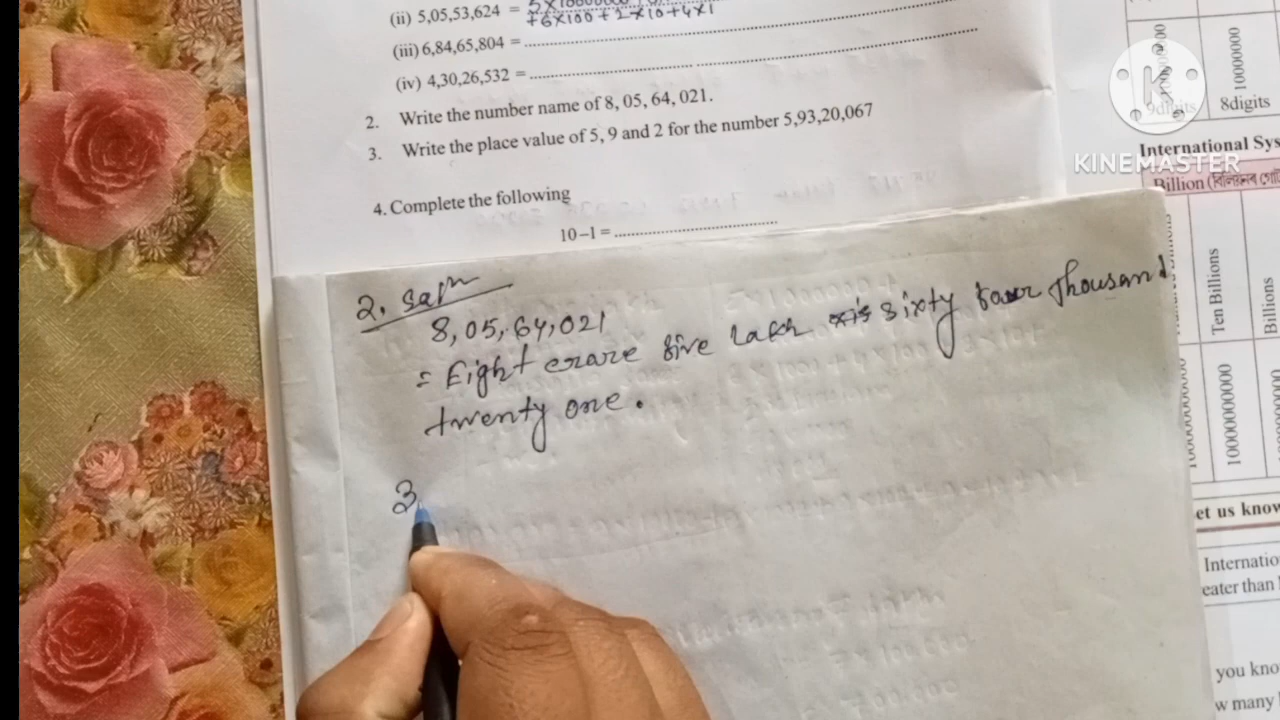 (ii) 5,05,53,624 =
+6×100+2×10+4×1
(iii) 6,84,65,804 =
(iv) 4,30,26,532 =
2. Write the number name of 8, 05, 64, 021.
3. Write the place value of 5, 9 and 2 for the number 5,93,20,067
4. Complete the following
10–1 =
2. Soln
8,05,64,021
= Eight crore five lakh sixty four Thousand
twenty one.
3
9digits
8digits
10000000
K
KINEMASTER
International Sys
Billion
Ten Billions
Billions
10000000000
et us know
Internatio
eater than
you kno
w many